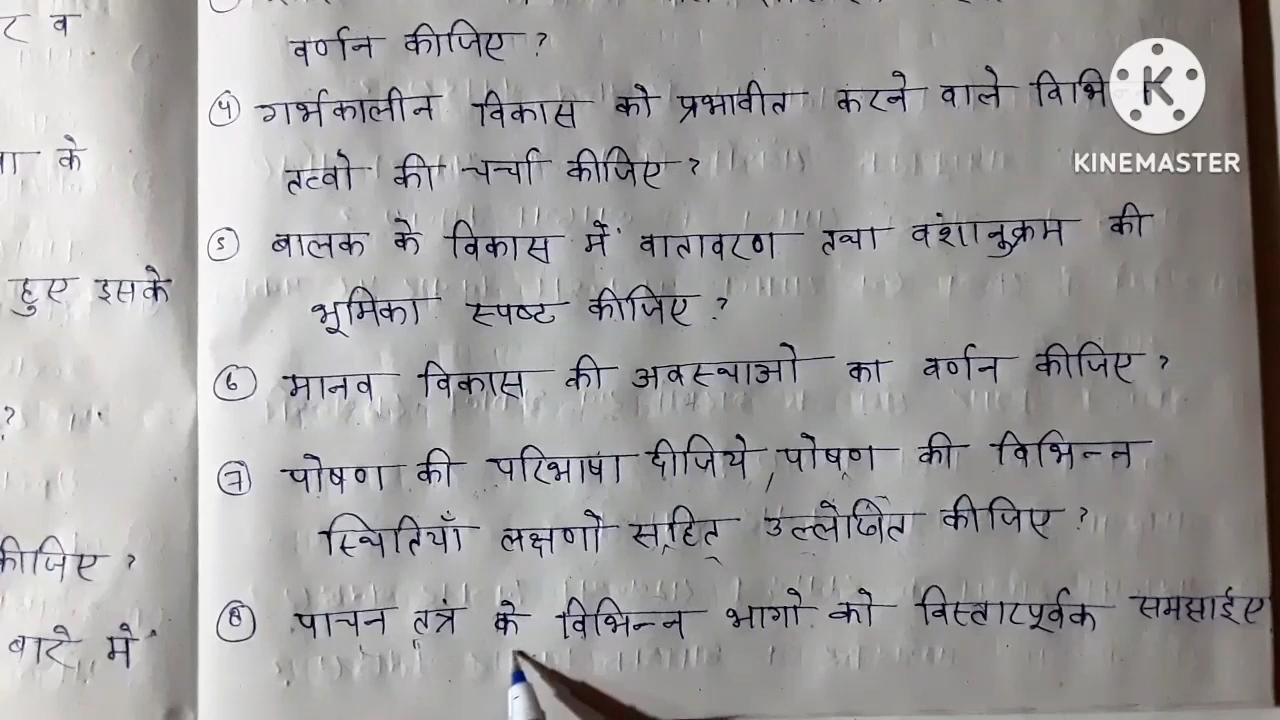 र व
वर्णन कीजिए ?
④ गर्भकालीन विकास को प्रभावीत करने वाले
तत्वो की चर्चा कीजिए ?
के
⑤ बालक के विकास में वातावरण तथा वंशानुक्रम की
भूमिका स्पष्ट कीजिए ?
हुए इसके
⑥ मानव विकास की अवस्थाओ का वर्णन कीजिए ?
?
⑦ पोषण की परिभाषा दीजिये, पोषण की विभिन्न
स्थितियाँ लक्षणो सहित उल्लेखित कीजिए ?
कीजिए ?
⑧ पाचन तंत्र के विभिन्न भागो को विस्तारपूर्वक समझाईए
बारे में
KINEMASTER